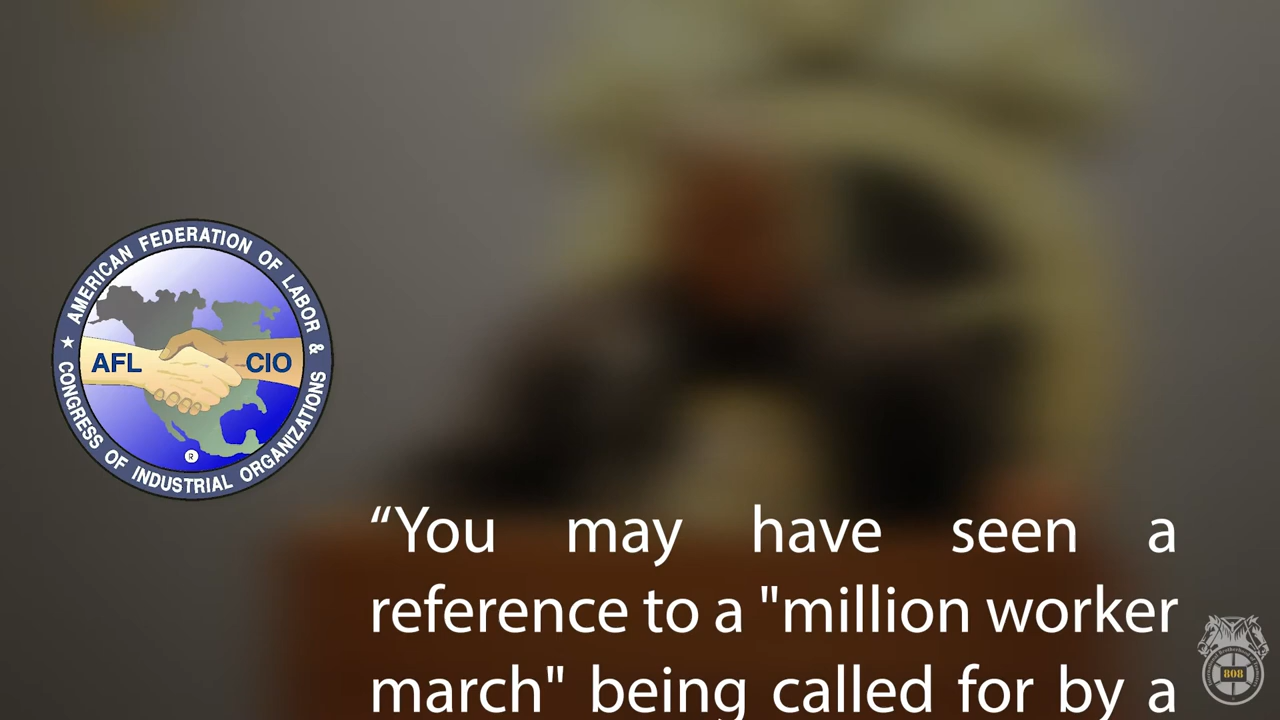 AMERICAN FEDERATION OF LABOR &
CONGRESS OF INDUSTRIAL ORGANIZATIONS
AFL CIO
®
“You may have seen a
reference to a "million worker
march" being called for by a
808